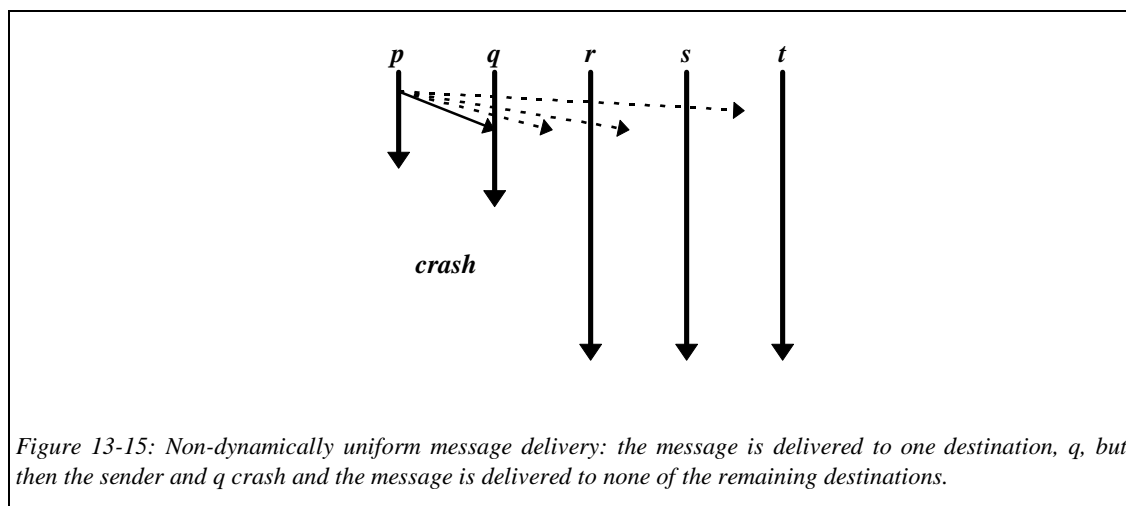 p q r s t
crash
Figure 13-15: Non-dynamically uniform message delivery: the message is delivered to one destination, q, but
then the sender and q crash and the message is delivered to none of the remaining destinations.